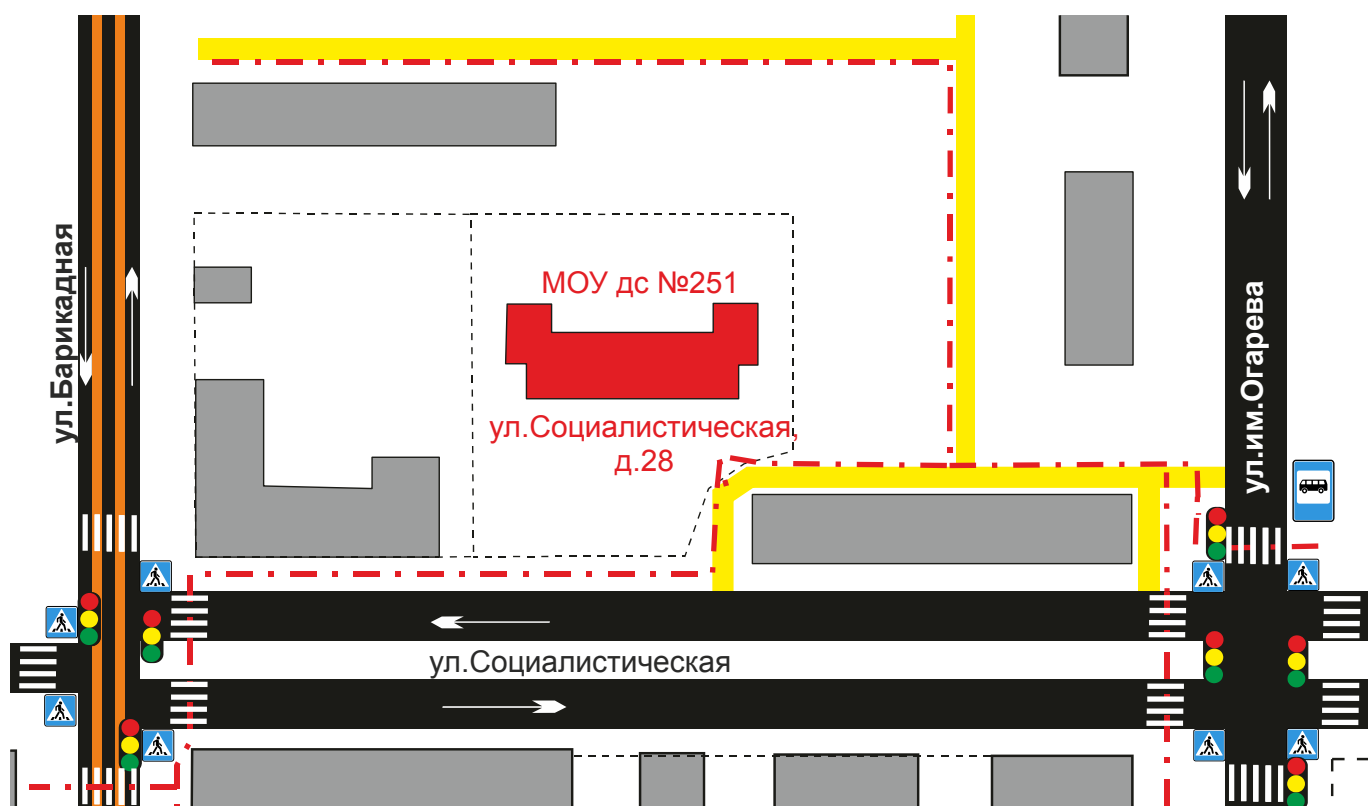 ул.Барикадная
МОУ дс №251
ул.Социалистическая,
д.28
ул.им.Огарева
ул.Социалистическая